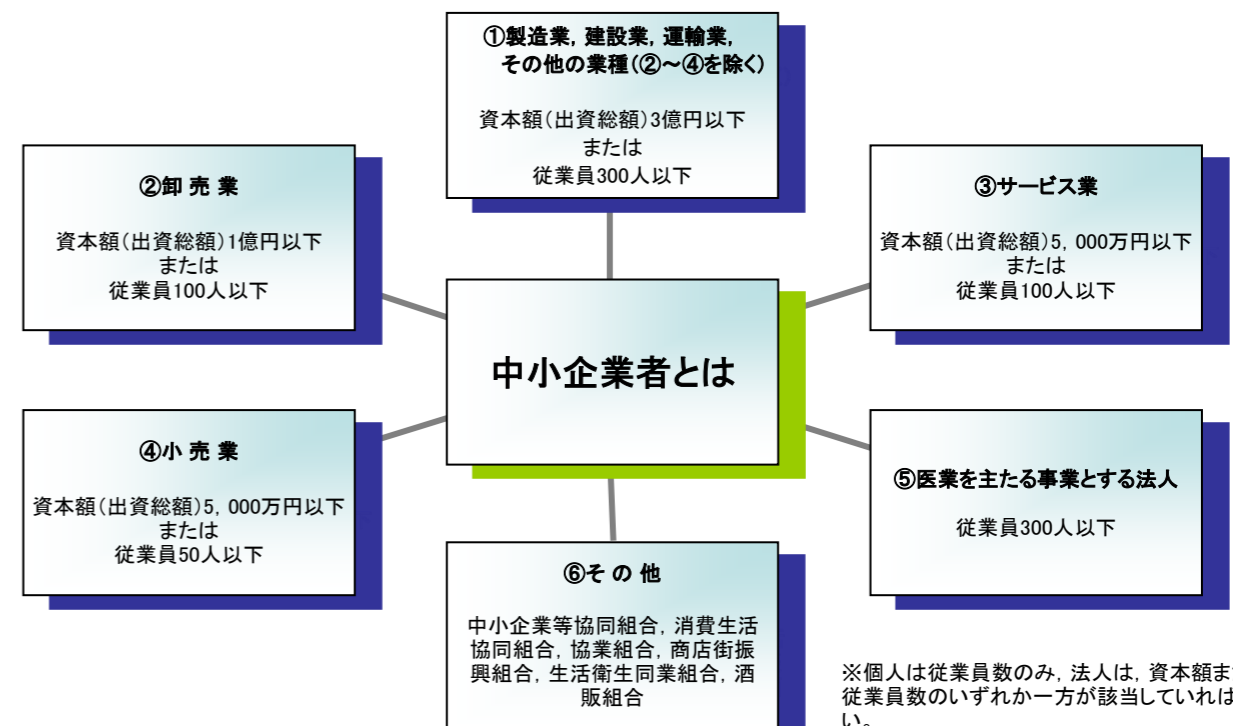 ①製造業，建設業，運輸業，
その他の業種（②～④を除く）
資本額（出資総額）3億円以下
または
従業員300人以下
②卸 売 業
資本額（出資総額）1億円以下
または
従業員100人以下
③サービス業
資本額（出資総額）5，000万円以下
または
従業員100人以下
中小企業者とは
④小 売 業
資本額（出資総額）5，000万円以下
または
従業員50人以下
⑤医業を主たる事業とする法人
従業員300人以下
⑥そ の 他
中小企業等協同組合，消費生活
協同組合，協業組合，商店街振
興組合，生活衛生同業組合，酒
販組合
※個人は従業員数のみ，法人は，資本額ま
従業員数のいずれか一方が該当していれば
い。